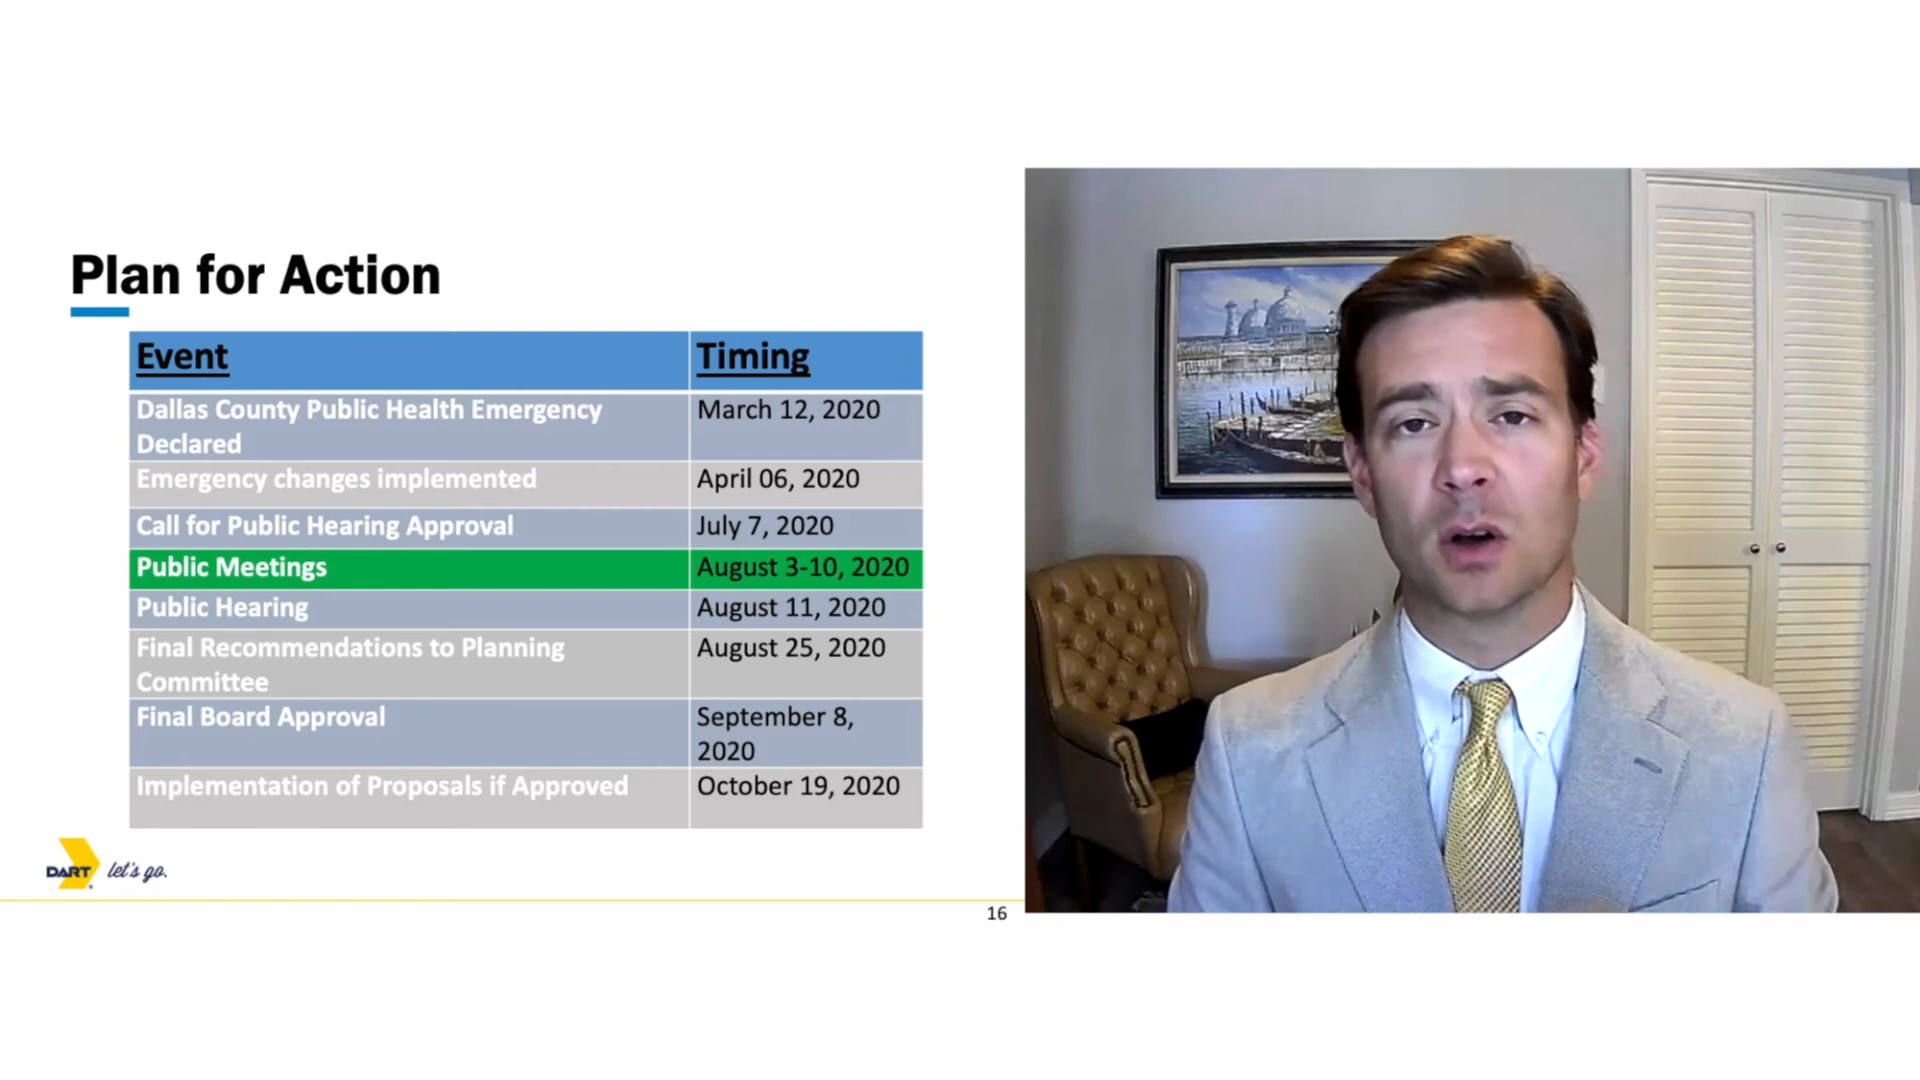 Plan for Action
Event Timing
Dallas County Public Health Emergency March 12, 2020
Declared
Emergency changes implemented April 06, 2020
Call for Public Hearing Approval July 7, 2020
Public Meetings August 3-10, 2020
Public Hearing August 11, 2020
Final Recommendations to Planning August 25, 2020
Committee
Final Board Approval September 8,
2020
Implementation of Proposals if Approved October 19, 2020
DART let's go.
16